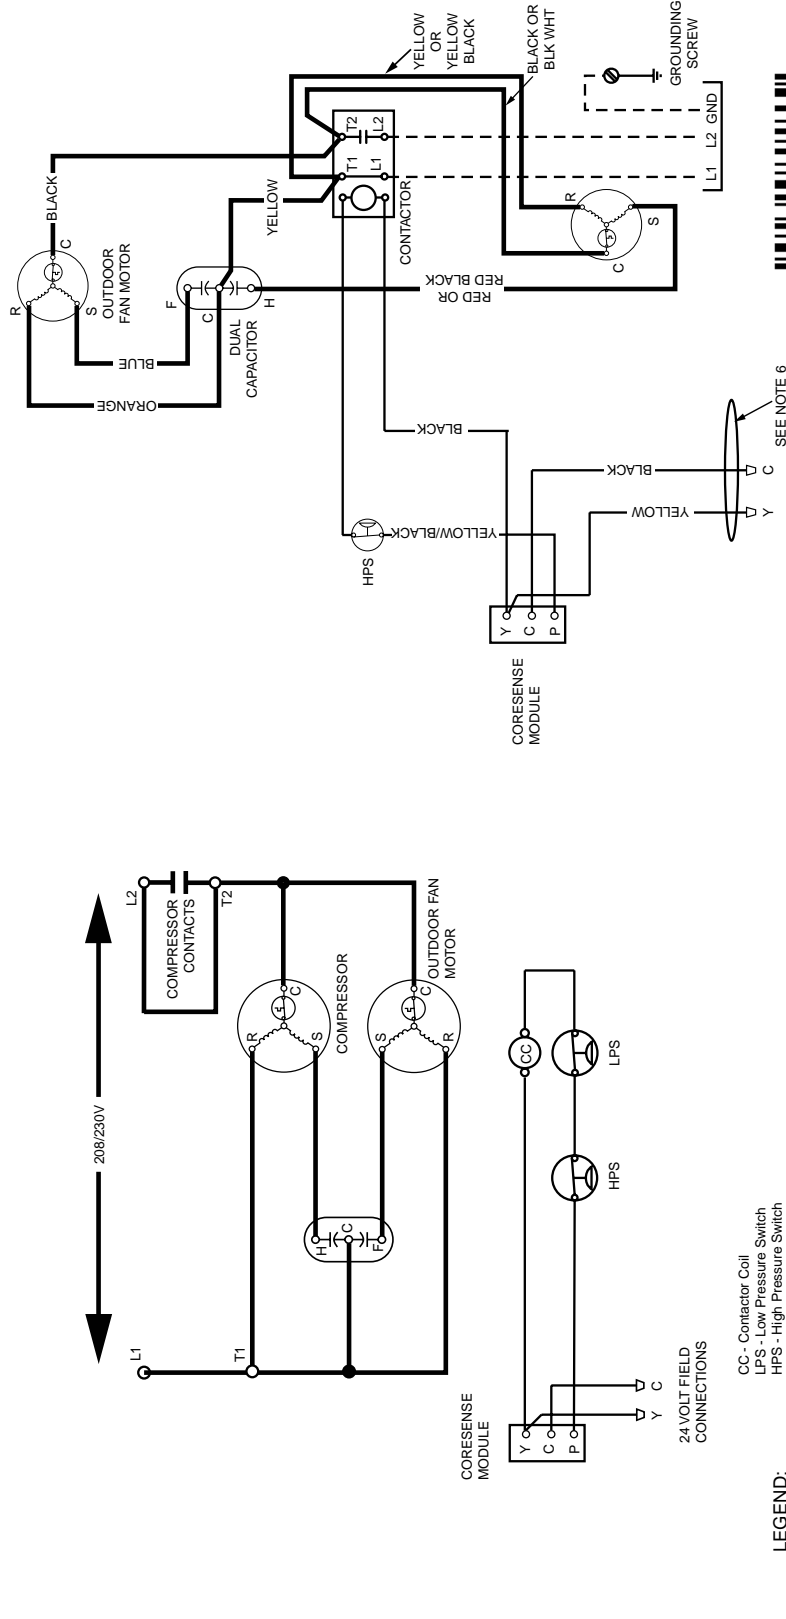 208/230V
L1
L2
COMPRESSOR
CONTACTS
T1
T2
R
S
C
COMPRESSOR
H
C
F
S
R
C
OUTDOOR FAN
MOTOR
CORESENSE
MODULE
Y
C
P
CC
HPS
LPS
Y
C
24 VOLT FIELD
CONNECTIONS
LEGEND:
CC - Contactor Coil
LPS - Low Pressure Switch
HPS - High Pressure Switch
R
S
C
OUTDOOR
FAN MOTOR
BLACK
BLUE
ORANGE
F
C
H
DUAL
CAPACITOR
YELLOW
YELLOW
OR
YELLOW
BLACK
BLACK OR
BLK WHT
T1
T2
L1
L2
CONTACTOR
RED OR
RED BLACK
R
S
C
GROUNDING
SCREW
L1
L2
GND
BLACK
HPS
YELLOW/BLACK
BLACK
YELLOW
CORESENSE
MODULE
Y
C
P
Y
C
SEE NOTE 6